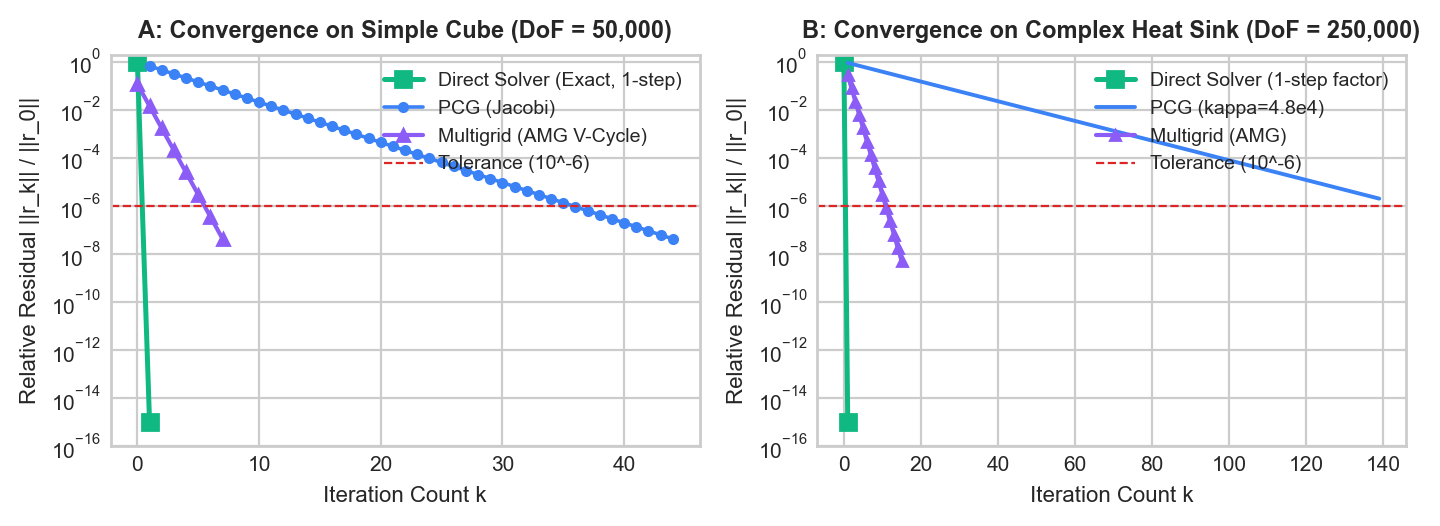 A: Convergence on Simple Cube (DoF = 50,000)
Relative Residual ||r_k|| / ||r_0||
10^0
10^−2
10^−4
10^−6
10^−8
10^−10
10^−12
10^−14
10^−16
Direct Solver (Exact, 1-step)
PCG (Jacobi)
Multigrid (AMG V-Cycle)
Tolerance (10^-6)
0 10 20 30 40
Iteration Count k
B: Convergence on Complex Heat Sink (DoF = 250,000)
Relative Residual ||r_k|| / ||r_0||
10^0
10^−2
10^−4
10^−6
10^−8
10^−10
10^−12
10^−14
10^−16
Direct Solver (1-step factor)
PCG (kappa=4.8e4)
Multigrid (AMG)
Tolerance (10^-6)
0 20 40 60 80 100 120 140
Iteration Count k